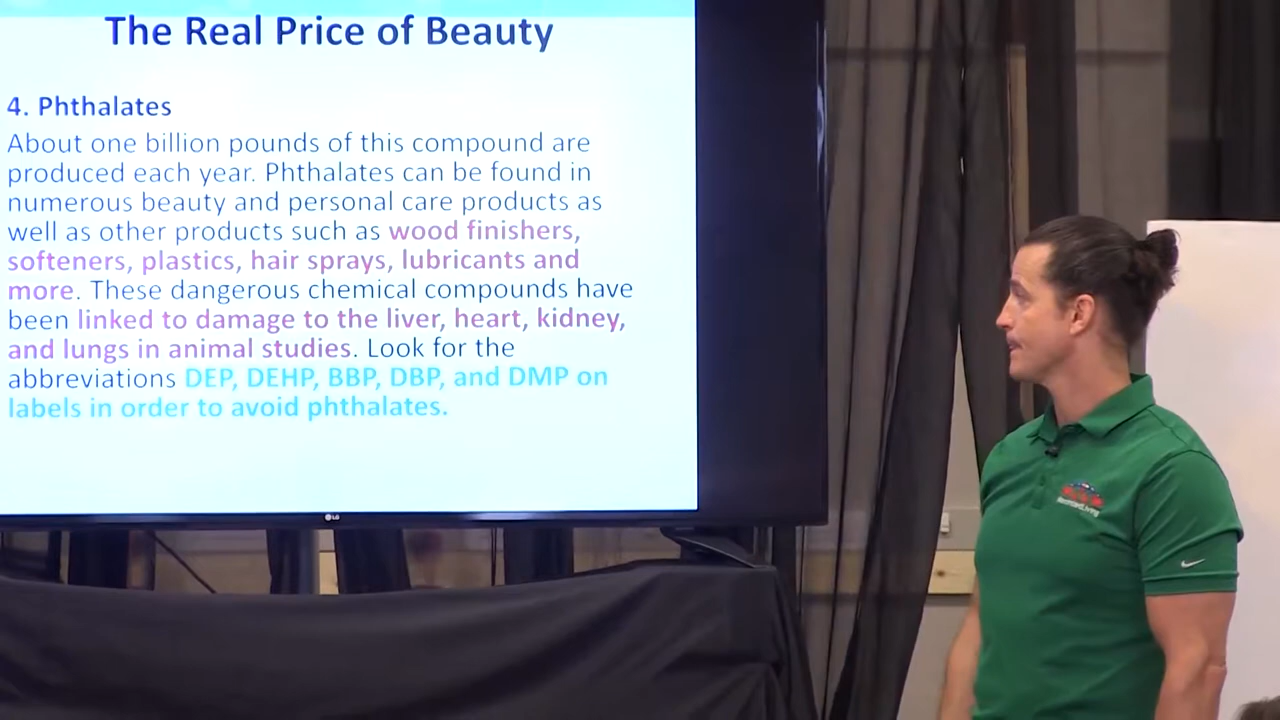 The Real Price of Beauty
4. Phthalates
About one billion pounds of this compound are
produced each year. Phthalates can be found in
numerous beauty and personal care products as
well as other products such as wood finishers,
softeners, plastics, hair sprays, lubricants and
more. These dangerous chemical compounds have
been linked to damage to the liver, heart, kidney,
and lungs in animal studies. Look for the
abbreviations DEP, DEHP, BBP, DBP, and DMP on
labels in order to avoid phthalates.
LG